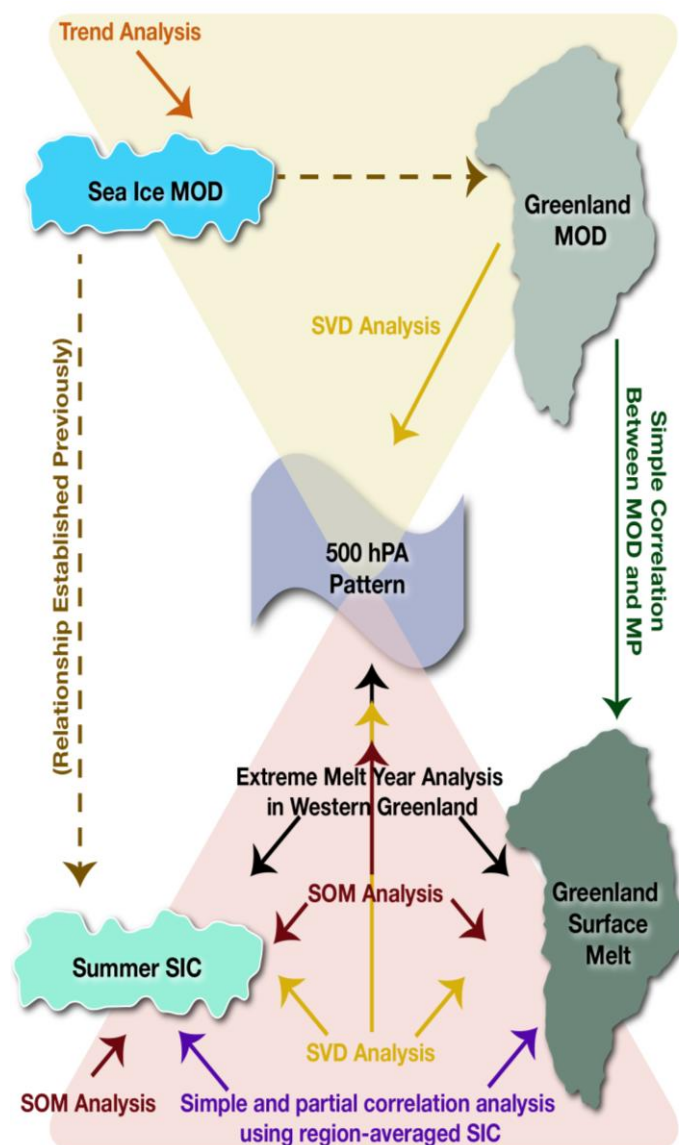 Trend Analysis
Sea Ice MOD
Greenland
MOD
SVD Analysis
(Relationship Established Previously)
Simple Correlation
Between MOD and MP
500 hPA
Pattern
Extreme Melt Year Analysis
in Western Greenland
SOM Analysis
Greenland
Surface
Melt
Summer SIC
SVD Analysis
SOM Analysis
Simple and partial correlation analysis
using region-averaged SIC